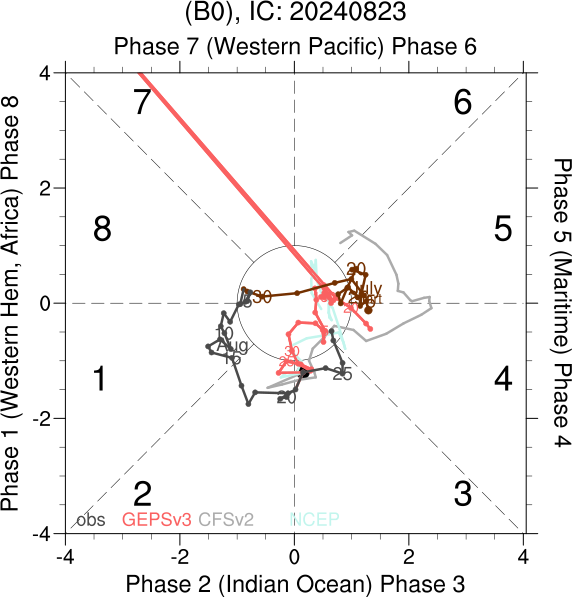 (B0), IC: 20240823
Phase 7 (Western Pacific) Phase 6
Phase 1 (Western Hem, Africa) Phase 8
Phase 5 (Maritime) Phase 4
4
2
0
-2
-4
7
6
8
5
1
4
2
3
20
July
30
10
Aug
15
30
25
20
obs GEPSv3 CFSv2 NCEP
-4 -2 0 2 4
Phase 2 (Indian Ocean) Phase 3